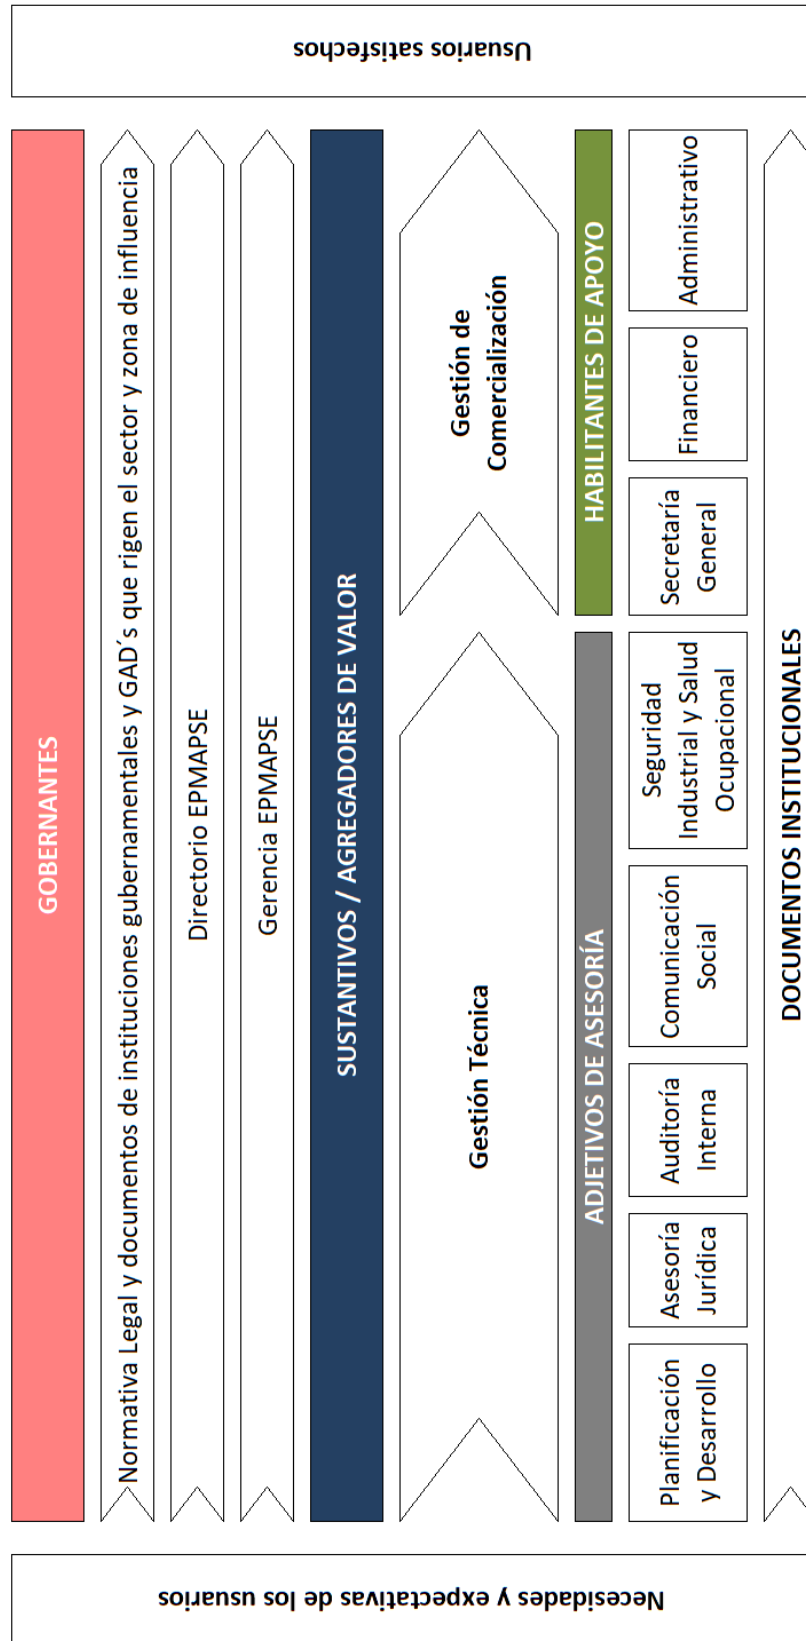 Necesidades y expectativas de los usuarios
GOBERNANTES
Normativa Legal y documentos de instituciones gubernamentales y GAD´s que rigen el sector y zona de influencia
Directorio EPMAPSE
Gerencia EPMAPSE
SUSTANTIVOS / AGREGADORES DE VALOR
Gestión Técnica
Gestión de
Comercialización
ADJETIVOS DE ASESORÍA
HABILITANTES DE APOYO
Planificación
y Desarrollo
Asesoría
Jurídica
Auditoría
Interna
Comunicación
Social
Seguridad
Industrial y Salud
Ocupacional
Secretaría
General
Financiero
Administrativo
DOCUMENTOS INSTITUCIONALES
Usuarios satisfechos